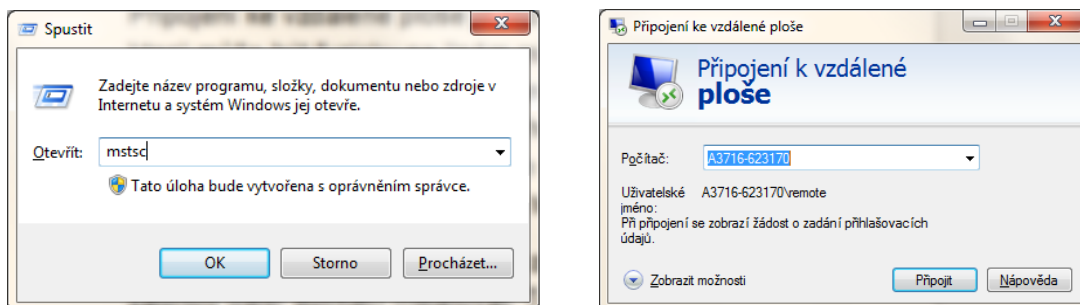 Spustit
Zadejte název programu, složky, dokumentu nebo zdroje v
Internetu a systém Windows jej otevře.
Otevřít: mstsc
Tato úloha bude vytvořena s oprávněním správce.
OK Storno Procházet...
Připojení ke vzdálené ploše
Připojení k vzdálené
ploše
Počítač: A3716-623170
Uživatelské A3716-623170\remote
jméno:
Při připojení se zobrazí žádost o zadání přihlašovacích
údajů.
Zobrazit možnosti Připojit Nápověda